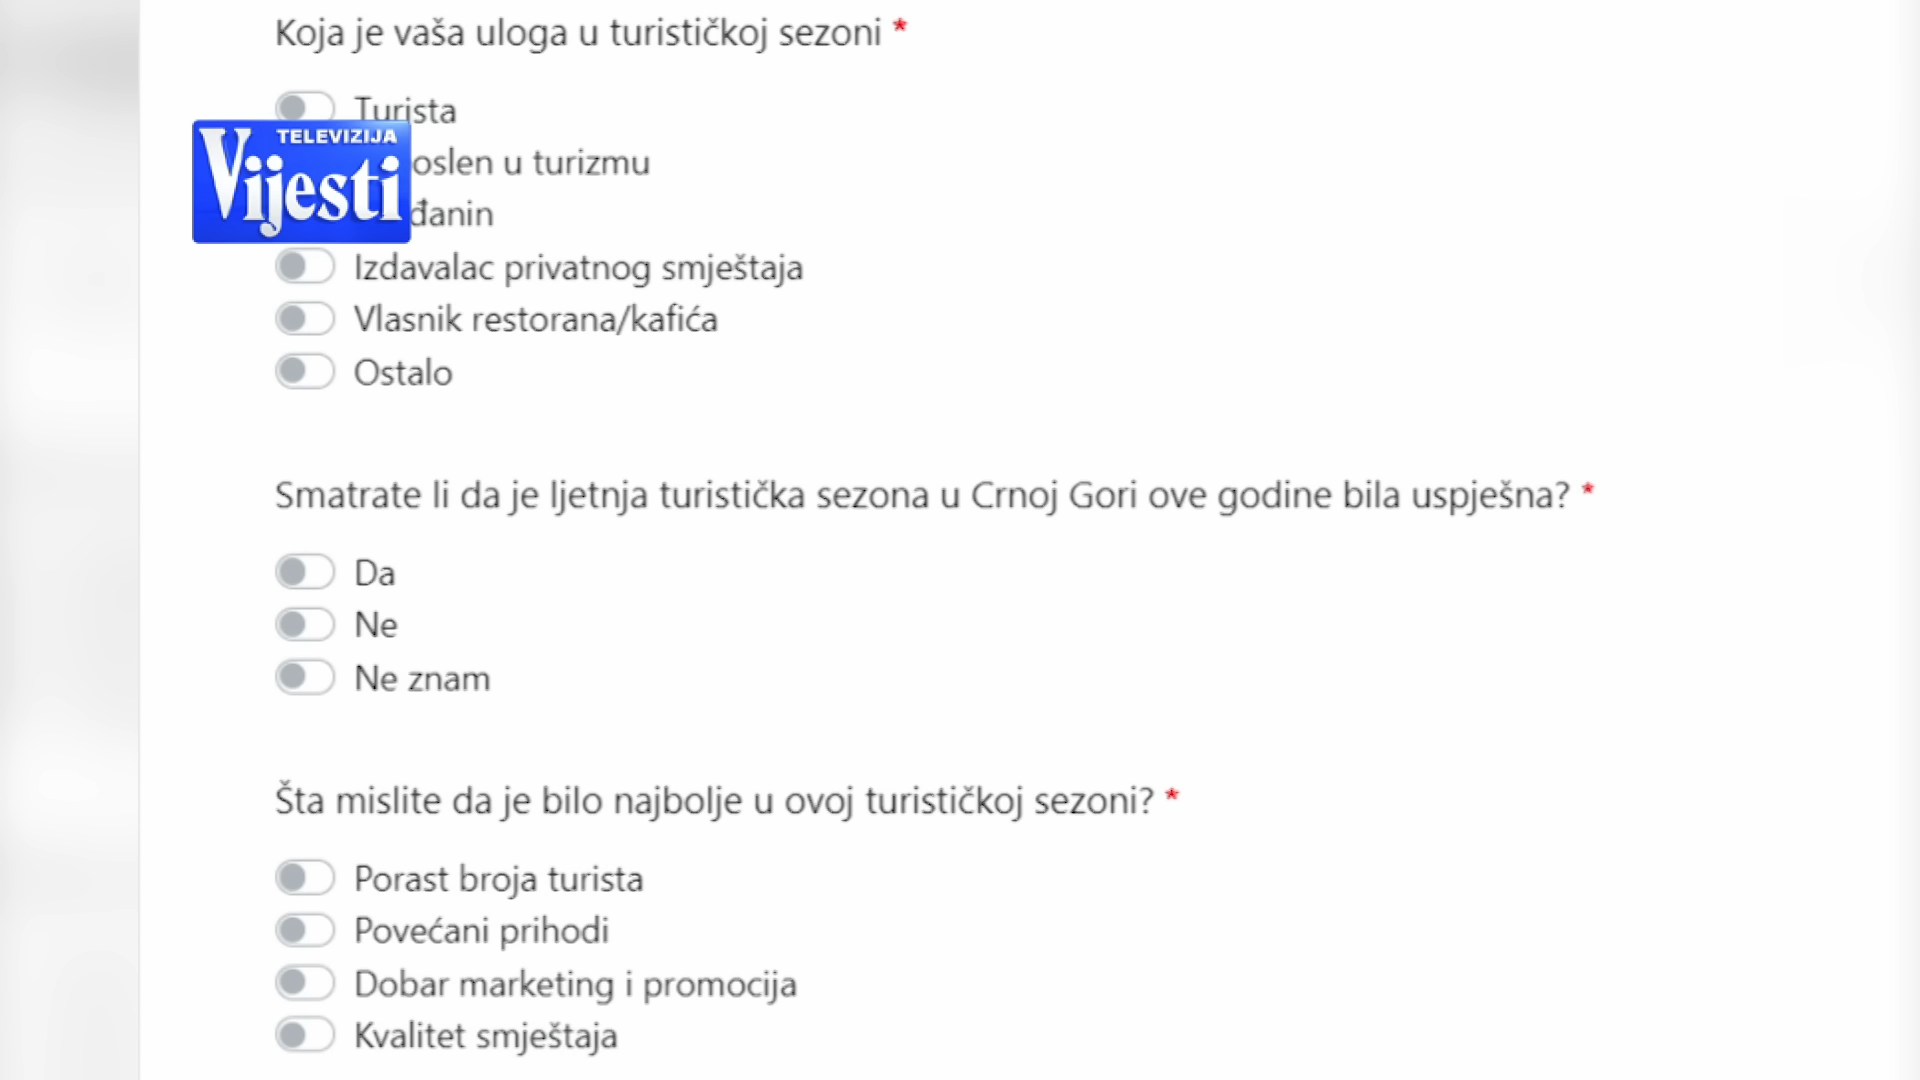 Koja je vaša uloga u turističkoj sezoni *
Turista
TELEVIZIJA
Vijesti
oslen u turizmu
đanin
Izdavalac privatnog smještaja
Vlasnik restorana/kafića
Ostalo
Smatrate li da je ljetnja turistička sezona u Crnoj Gori ove godine bila uspješna? *
Da
Ne
Ne znam
Šta mislite da je bilo najbolje u ovoj turističkoj sezoni? *
Porast broja turista
Povećani prihodi
Dobar marketing i promocija
Kvalitet smještaja